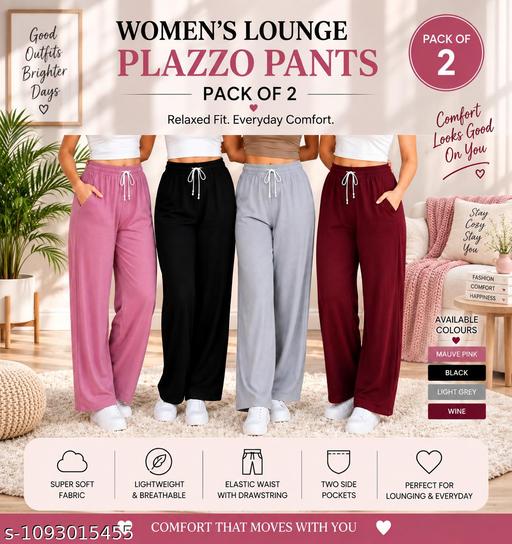 Good
Outfits
Brighter
Days
WOMEN'S LOUNGE
PLAZZO PANTS
PACK OF 2
Relaxed Fit. Everyday Comfort.
PACK OF
2
Comfort
Looks Good
On You
Stay
Cozy
Stay
You
FASHION
COMFORT
HAPPINESS
AVAILABLE
COLOURS
MAUVE PINK
BLACK
LIGHT GREY
WINE
SUPER SOFT
FABRIC
LIGHTWEIGHT
& BREATHABLE
ELASTIC WAIST
WITH DRAWSTRING
TWO SIDE
POCKETS
PERFECT FOR
LOUNGING & EVERYDAY
s-1093015455
COMFORT THAT MOVES WITH YOU